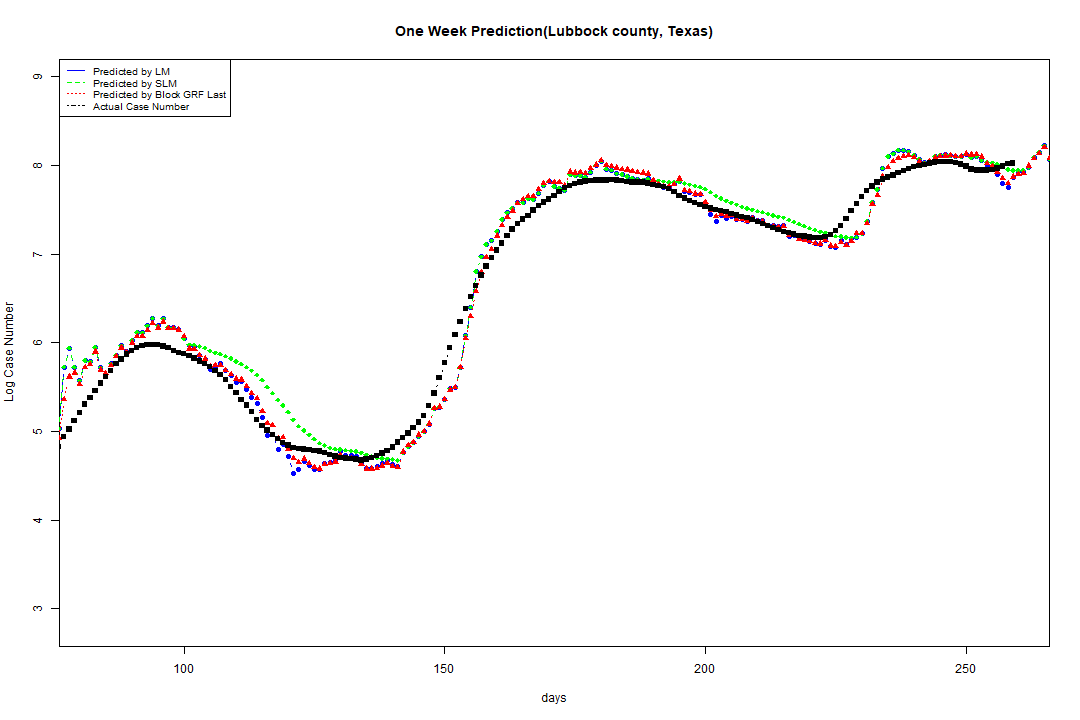 One Week Prediction(Lubbock county, Texas)
Predicted by LM
Predicted by SLM
Predicted by Block GRF Last
Actual Case Number
9
8
7
6
5
4
3
Log Case Number
100
150
200
250
days